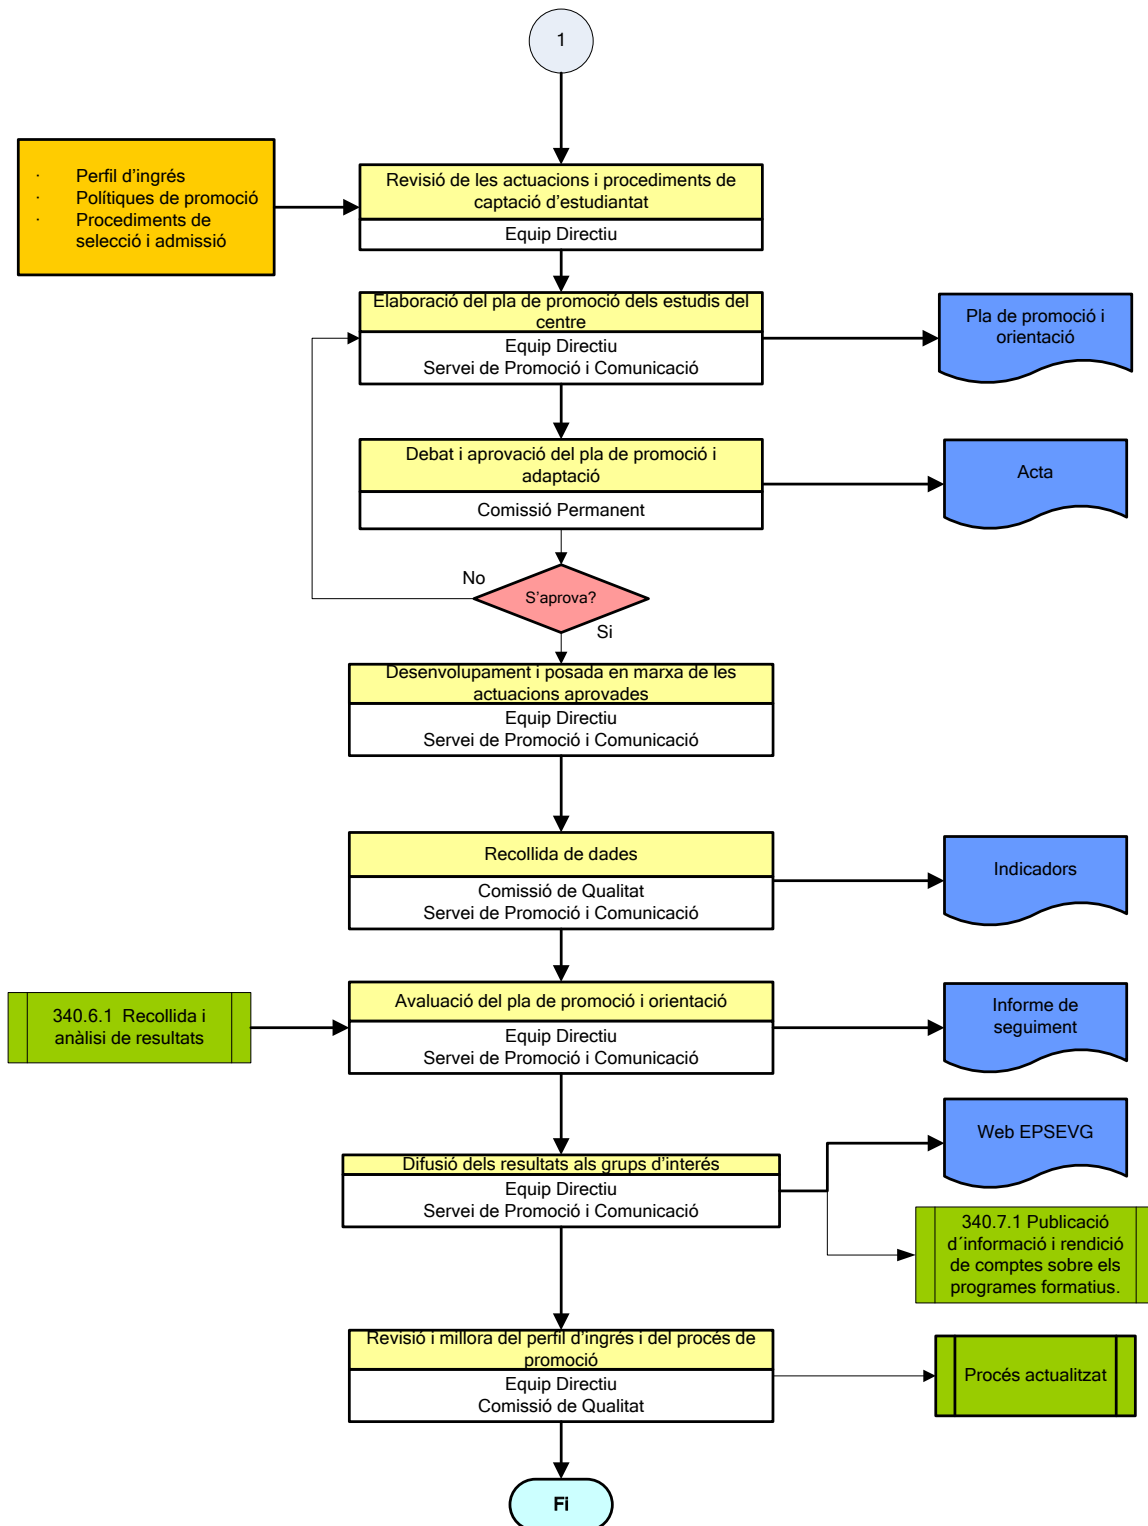 1
· Perfil d'ingrés
· Polítiques de promoció
· Procediments de
selecció i admissió
Revisió de les actuacions i procediments de
captació d'estudiantat
Equip Directiu
Elaboració del pla de promoció dels estudis del
centre
Equip Directiu
Servei de Promoció i Comunicació
Pla de promoció i
orientació
Debat i aprovació del pla de promoció i
adaptació
Comissió Permanent
Acta
S'aprova?
No
Si
Desenvolupament i posada en marxa de les
actuacions aprovades
Equip Directiu
Servei de Promoció i Comunicació
Recollida de dades
Comissió de Qualitat
Servei de Promoció i Comunicació
Indicadors
340.6.1 Recollida i
anàlisi de resultats
Avaluació del pla de promoció i orientació
Equip Directiu
Servei de Promoció i Comunicació
Informe de
seguiment
Difusió dels resultats als grups d'interés
Equip Directiu
Servei de Promoció i Comunicació
Web EPSEVG
340.7.1 Publicació
d´informació i rendició
de comptes sobre els
programes formatius.
Revisió i millora del perfil d'ingrés i del procés de
promoció
Equip Directiu
Comissió de Qualitat
Procés actualitzat
Fi